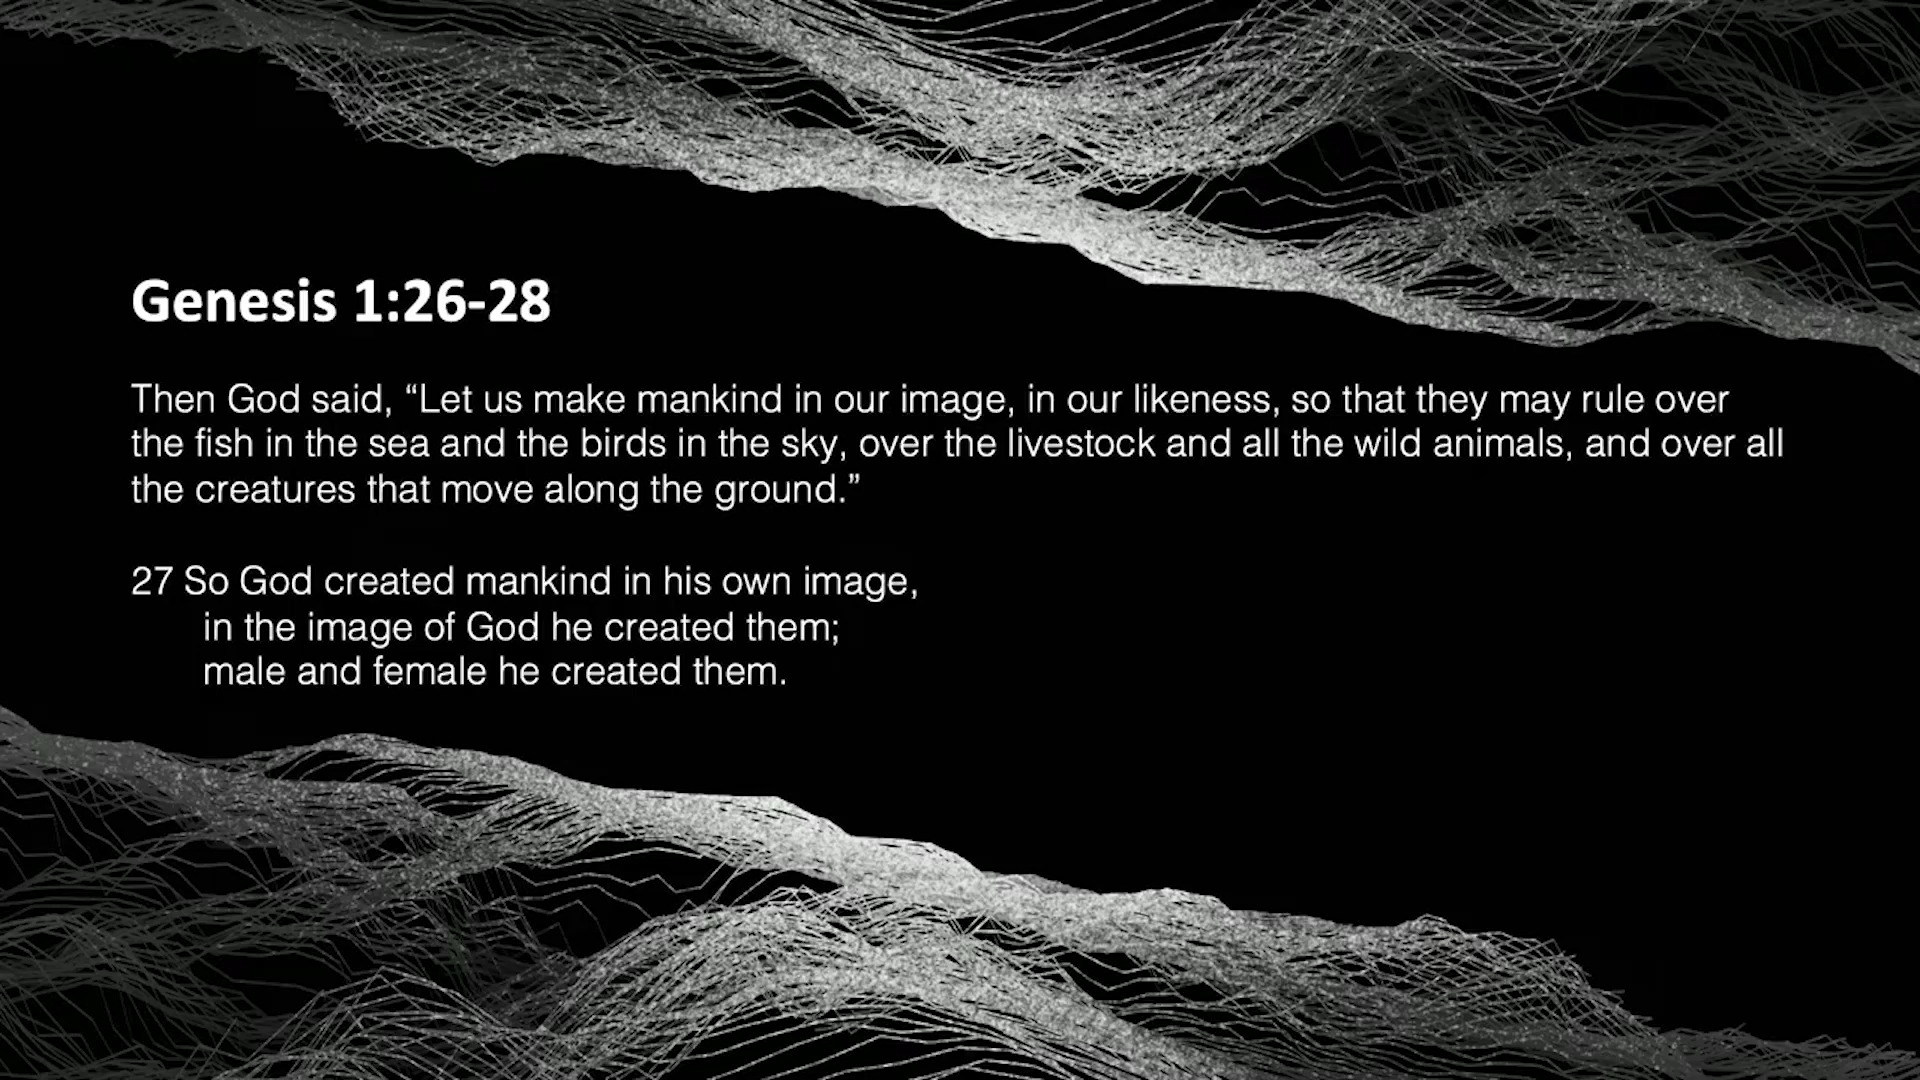 Genesis 1:26-28
Then God said, “Let us make mankind in our image, in our likeness, so that they may rule over
the fish in the sea and the birds in the sky, over the livestock and all the wild animals, and over all
the creatures that move along the ground.”
27 So God created mankind in his own image,
in the image of God he created them;
male and female he created them.